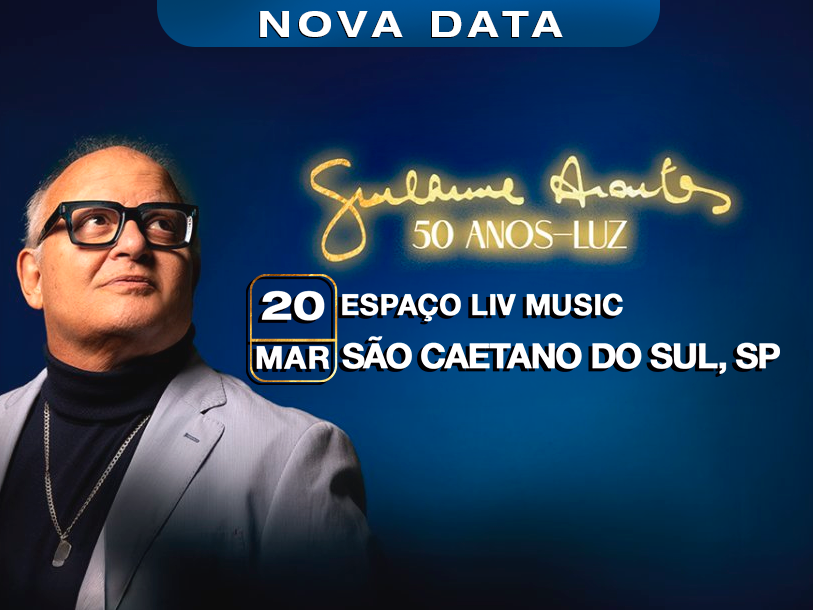 NOVA DATA
Guilherme Arantes
50 ANOS-LUZ
20 ESPAÇO LIV MUSIC
MAR SÃO CAETANO DO SUL, SP